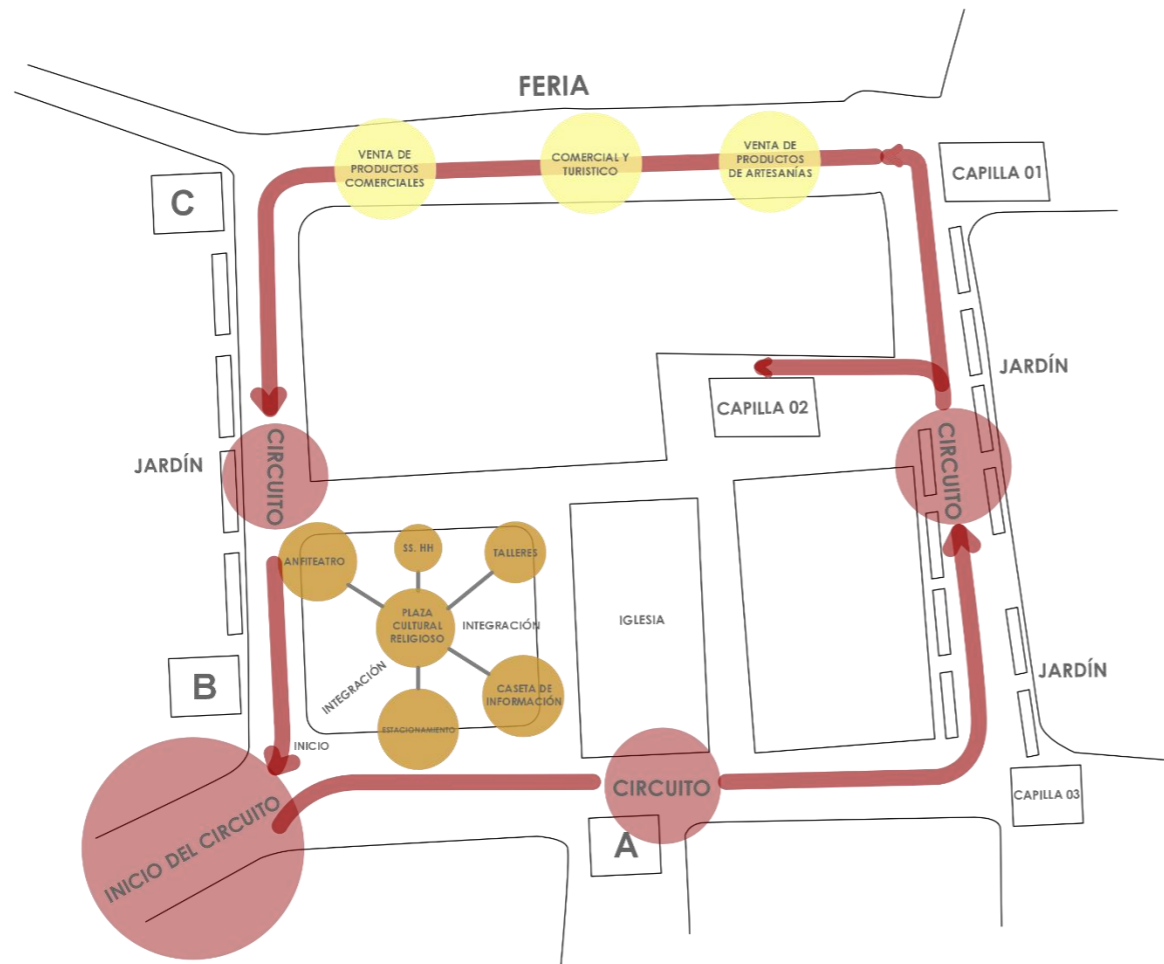 FERIA
VENTA DE
PRODUCTOS
COMERCIALES
COMERCIAL Y
TURISTICO
VENTA DE
PRODUCTOS
DE ARTESANÍAS
CAPILLA 01
C
JARDÍN
CAPILLA 02
CIRCUITO
JARDÍN
CIRCUITO
ANFITEATRO
SS. HH
TALLERES
PLAZA
CULTURAL
RELIGIOSO
INTEGRACIÓN
IGLESIA
INTEGRACIÓN
CASETA DE
INFORMACIÓN
ESTACIONAMIENTO
JARDÍN
B
INICIO
INICIO DEL CIRCUITO
CIRCUITO
CAPILLA 03
A